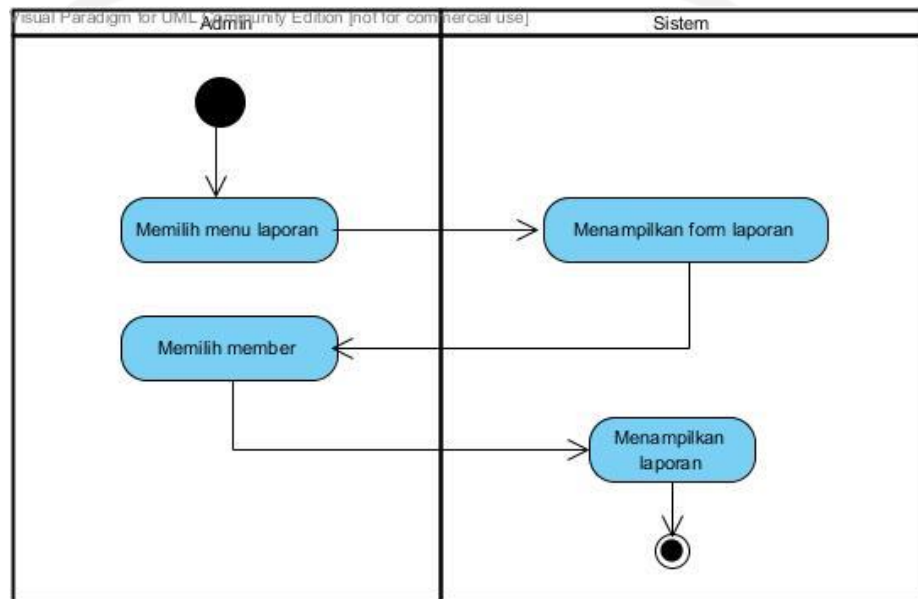 Visual Paradigm for UML Community Edition [not for commercial use]
Admin
Sistem
Memilih menu laporan
Menampilkan form laporan
Memilih member
Menampilkan
laporan